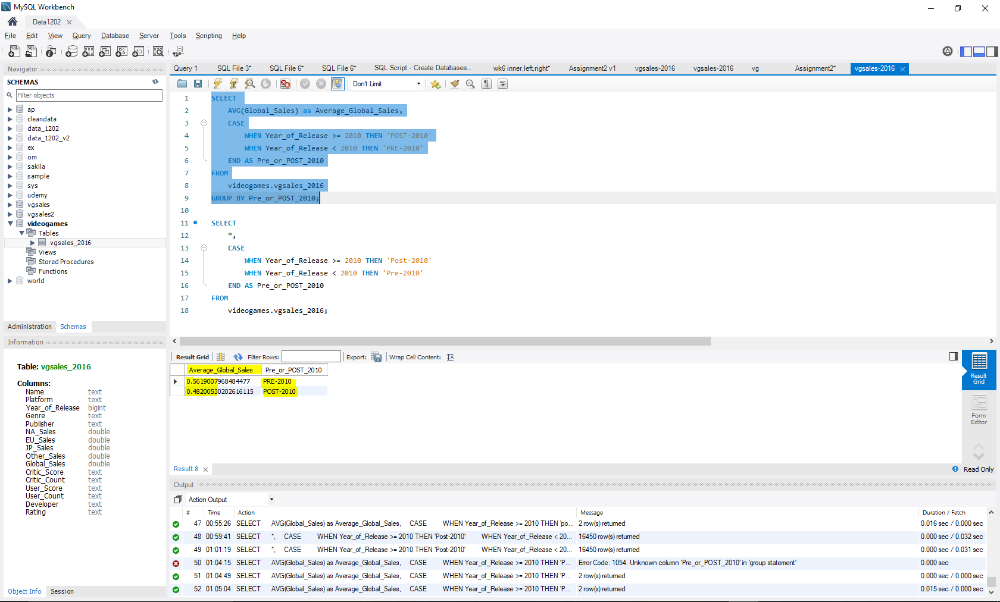 MySQL Workbench
Data1202
File Edit View Query Database Server Tools Scripting Help
Navigator
SCHEMAS
Filter objects
ap
cleandata
data_1202
data_1202_v2
ex
om
sakila
sample
sys
udemy
vgsales
vgsales2
videogames
Tables
vgsales_2016
Views
Stored Procedures
Functions
world
Administration Schemas
Information
Table: vgsales_2016
Columns:
Name text
Platform text
Year_of_Release bigint
Genre text
Publisher text
NA_Sales double
EU_Sales double
JP_Sales double
Other_Sales double
Global_Sales double
Critic_Score text
Critic_Count text
User_Score text
User_Count text
Developer text
Rating text
Object Info Session
Query 1 SQL File 3* SQL File 6* SQL File 6* SQL Script - Create Databases... wk6 inner,left,right* Assignment2 v1 vgsales-2016 vgsales-2016 vg Assignment2* vgsales-2016
Don't Limit
1 SELECT
2 AVG(Global_Sales) as Average_Global_Sales,
3 CASE
4 WHEN Year_of_Release >= 2010 THEN 'POST-2010'
5 WHEN Year_of_Release < 2010 THEN 'PRE-2010'
6 END AS Pre_or_POST_2010
7 FROM
8 videogames.vgsales_2016
9 GROUP BY Pre_or_POST_2010;
10
11 SELECT
12 *,
13 CASE
14 WHEN Year_of_Release >= 2010 THEN 'Post-2010'
15 WHEN Year_of_Release < 2010 THEN 'Pre-2010'
16 END AS Pre_or_POST_2010
17 FROM
18 videogames.vgsales_2016;
Result Grid Filter Rows: Export: Wrap Cell Content:
Average_Global_Sales Pre_or_POST_2010
0.5619007968484477 PRE-2010
0.48200530202616115 POST-2010
Result Grid
Form Editor
Result 8
Read Only
Output
Action Output
# Time Action Message Duration / Fetch
47 00:55:26 SELECT AVG(Global_Sales) as Average_Global_Sales, CASE WHEN Year_of_Release >= 2010 THEN 'po... 2 row(s) returned 0.016 sec / 0.000 sec
48 00:59:41 SELECT *, CASE WHEN Year_of_Release >= 2010 THEN 'Post-2010' WHEN Year_of_Release < 20... 16450 row(s) returned 0.000 sec / 0.032 sec
49 01:01:19 SELECT *, CASE WHEN Year_of_Release >= 2010 THEN 'Post-2010' WHEN Year_of_Release < 20... 16450 row(s) returned 0.000 sec / 0.031 sec
50 01:04:15 SELECT AVG(Global_Sales) as Average_Global_Sales, CASE WHEN Year_of_Release >= 2010 THEN 'P... Error Code: 1054. Unknown column 'Pre_or_POST_2010' in 'group statement' 0.000 sec
51 01:04:49 SELECT AVG(Global_Sales) as Average_Global_Sales, CASE WHEN Year_of_Release >= 2010 THEN 'P... 2 row(s) returned 0.000 sec / 0.000 sec
52 01:05:04 SELECT AVG(Global_Sales) as Average_Global_Sales, CASE WHEN Year_of_Release >= 2010 THEN 'P... 2 row(s) returned 0.015 sec / 0.000 sec